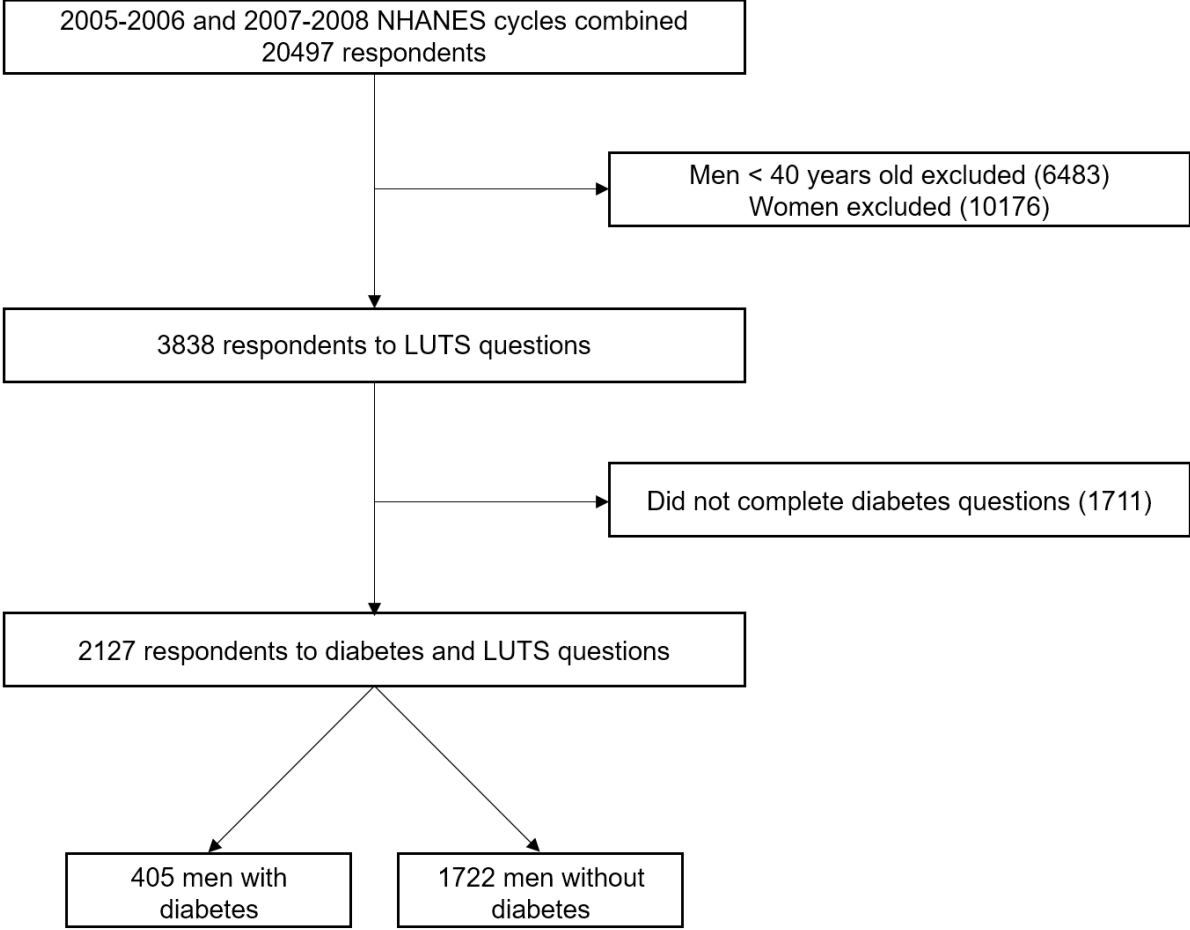 2005-2006 and 2007-2008 NHANES cycles combined
20497 respondents
Men < 40 years old excluded (6483)
Women excluded (10176)
3838 respondents to LUTS questions
Did not complete diabetes questions (1711)
2127 respondents to diabetes and LUTS questions
405 men with
diabetes
1722 men without
diabetes